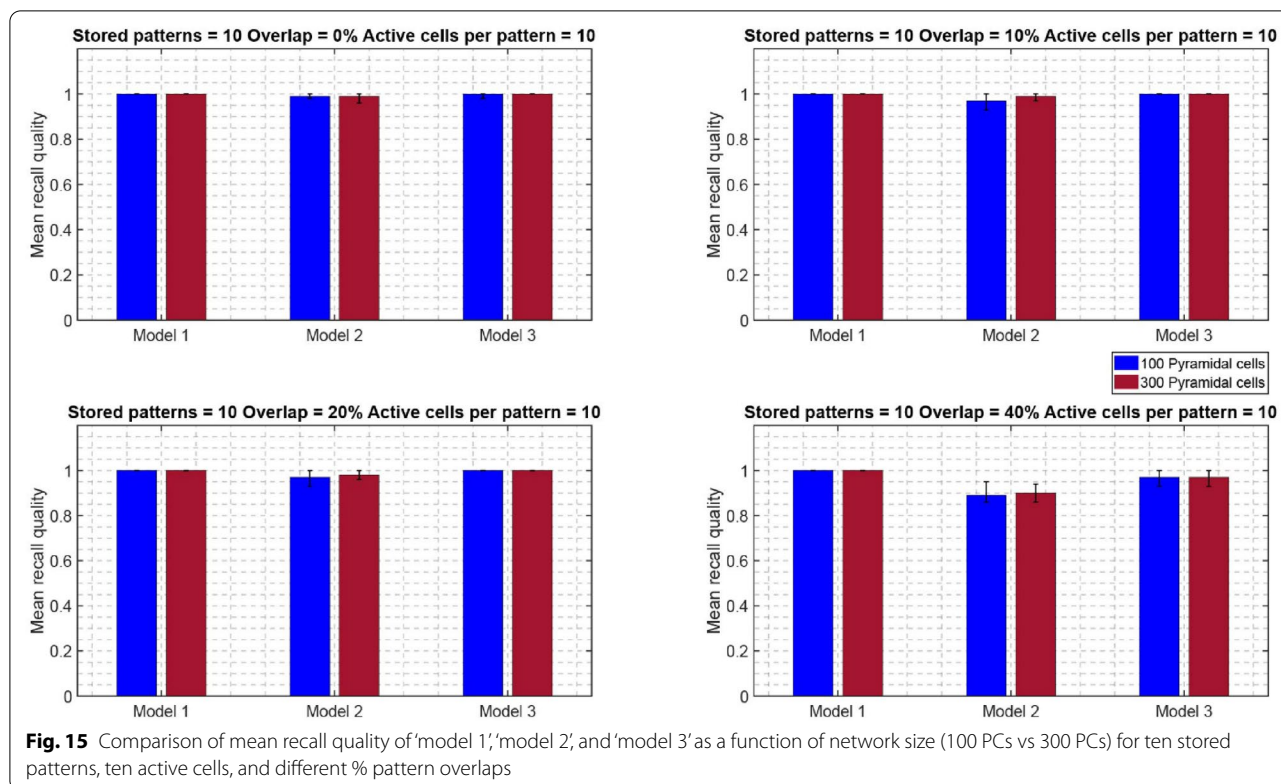 Stored patterns = 10 Overlap = 0% Active cells per pattern = 10
Mean recall quality
1
0.8
0.6
0.4
0.2
0
Model 1
Model 2
Model 3
Stored patterns = 10 Overlap = 10% Active cells per pattern = 10
Mean recall quality
1
0.8
0.6
0.4
0.2
0
Model 1
Model 2
Model 3
100 Pyramidal cells
300 Pyramidal cells
Stored patterns = 10 Overlap = 20% Active cells per pattern = 10
Mean recall quality
1
0.8
0.6
0.4
0.2
0
Model 1
Model 2
Model 3
Stored patterns = 10 Overlap = 40% Active cells per pattern = 10
Mean recall quality
1
0.8
0.6
0.4
0.2
0
Model 1
Model 2
Model 3
Fig. 15 Comparison of mean recall quality of ‘model 1’, ‘model 2’, and ‘model 3’ as a function of network size (100 PCs vs 300 PCs) for ten stored
patterns, ten active cells, and different % pattern overlaps